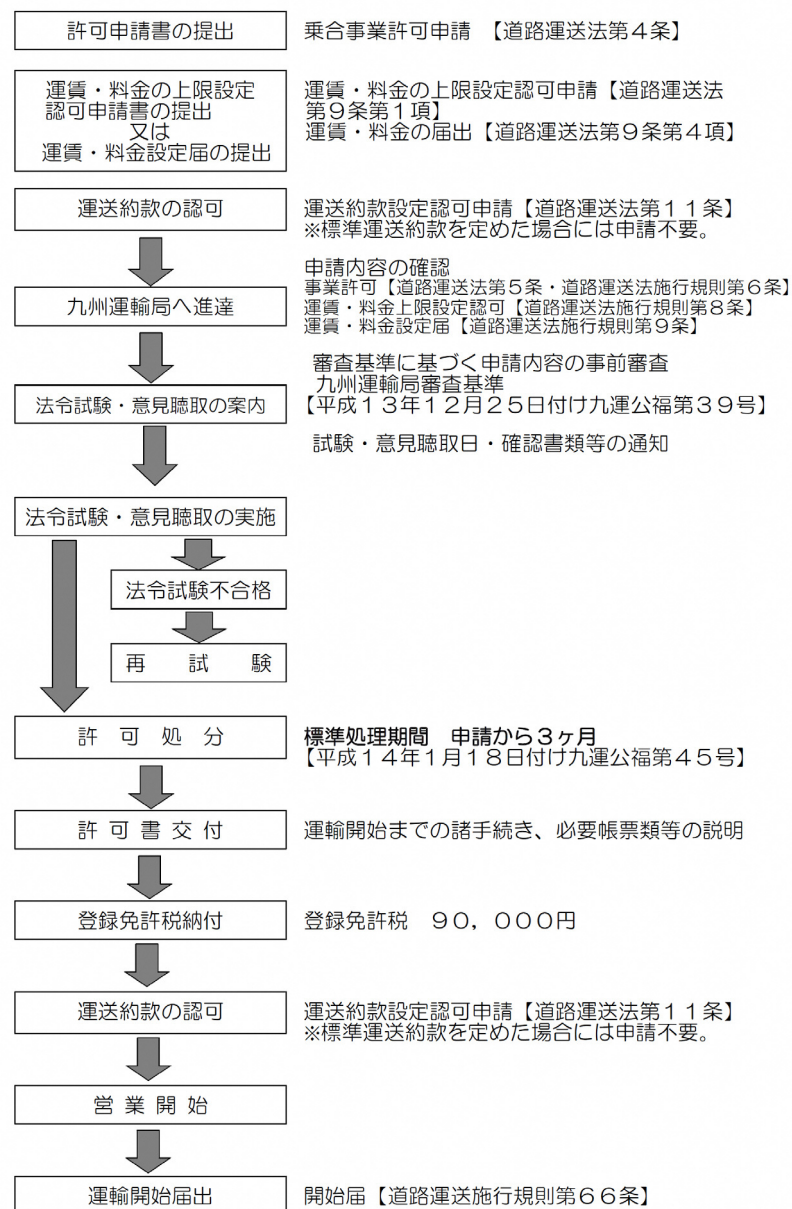 許可申請書の提出
乗合事業許可申請 【道路運送法第4条】
運賃・料金の上限設定
認可申請書の提出
又は
運賃・料金設定届の提出
運賃・料金の上限設定認可申請【道路運送法
第9条第1項】
運賃・料金の届出【道路運送法第9条第4項】
運送約款の認可
運送約款設定認可申請【道路運送法第11条】
※標準運送約款を定めた場合には申請不要。
申請内容の確認
事業許可【道路運送法第5条・道路運送法施行規則第6条】
九州運輸局へ進達
運賃・料金上限設定認可【道路運送法施行規則第8条】
運賃・料金設定届【道路運送法施行規則第9条】
審査基準に基づく申請内容の事前審査
九州運輸局審査基準
法令試験・意見聴取の案内
【平成13年12月25日付け九運公福第39号】
試験・意見聴取日・確認書類等の通知
法令試験・意見聴取の実施
法令試験不合格
再 試 験
許 可 処 分
標準処理期間 申請から3ヶ月
【平成14年1月18日付け九運公福第45号】
許 可 書 交 付
運輸開始までの諸手続き、必要帳票類等の説明
登録免許税納付
登録免許税 90,000円
運送約款の認可
運送約款設定認可申請【道路運送法第11条】
※標準運送約款を定めた場合には申請不要。
営 業 開 始
運輸開始届出
開始届【道路運送施行規則第66条】